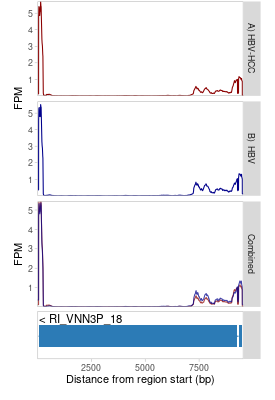 5
4
3
2
1
FPM
A) HBV-HCC
5
4
3
2
1
B) HBV
5
4
3
2
1
FPM
Combined
< RI_VNN3P_18
2500 5000 7500
Distance from region start (bp)